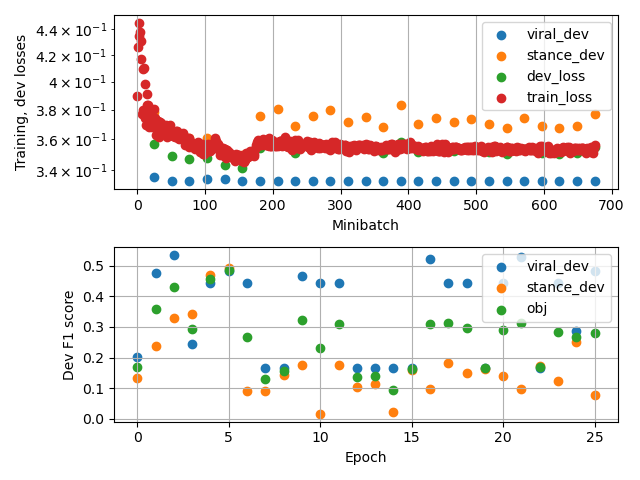 4.4 × 10⁻¹
4.2 × 10⁻¹
4 × 10⁻¹
3.8 × 10⁻¹
3.6 × 10⁻¹
3.4 × 10⁻¹
Training, dev losses
viral_dev
stance_dev
dev_loss
train_loss
0 100 200 300 400 500 600 700
Minibatch
0.5
0.4
0.3
0.2
0.1
0.0
Dev F1 score
viral_dev
stance_dev
obj
0 5 10 15 20 25
Epoch